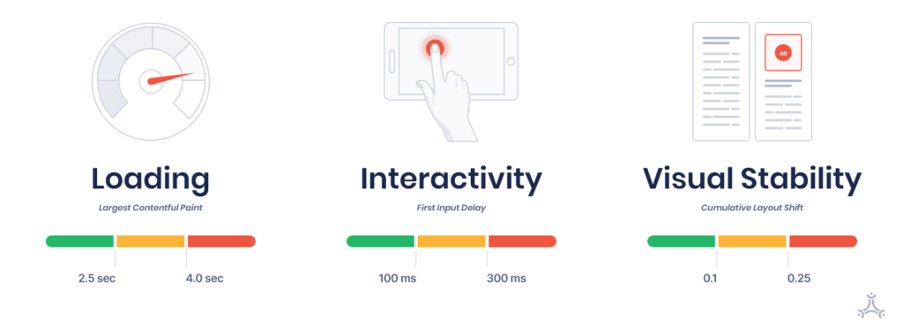 AD
Loading
Largest Contentful Paint
2.5 sec
4.0 sec
Interactivity
First Input Delay
100 ms
300 ms
Visual Stability
Cumulative Layout Shift
0.1
0.25